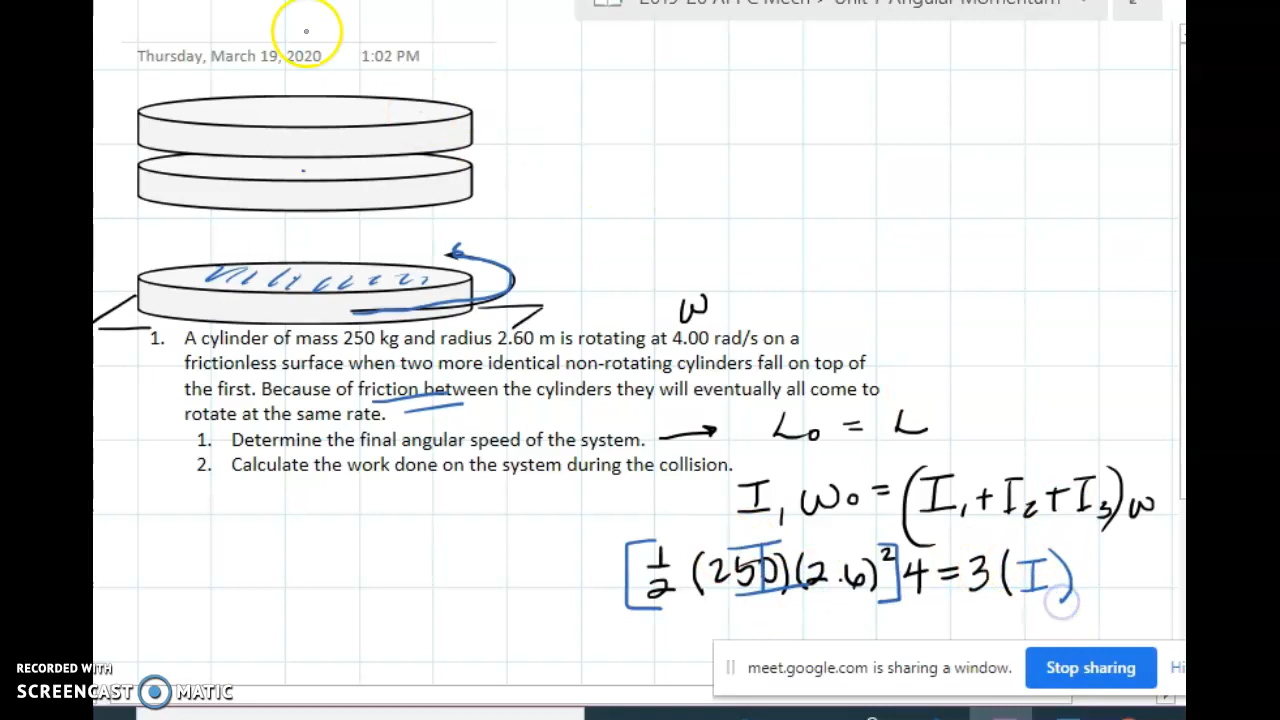 Thursday, March 19, 2020 1:02 PM
ω
1. A cylinder of mass 250 kg and radius 2.60 m is rotating at 4.00 rad/s on a
frictionless surface when two more identical non-rotating cylinders fall on top of
the first. Because of friction between the cylinders they will eventually all come to
rotate at the same rate.
1. Determine the final angular speed of the system. → L₀ = L
2. Calculate the work done on the system during the collision.
I₁ ω₀ = (I₁ + I₂ + I₃) ω
[½ (250)(2.6)²] 4 = 3 (I)
I
meet.google.com is sharing a window. Stop sharing Hi
RECORDED WITH
SCREENCAST MATIC